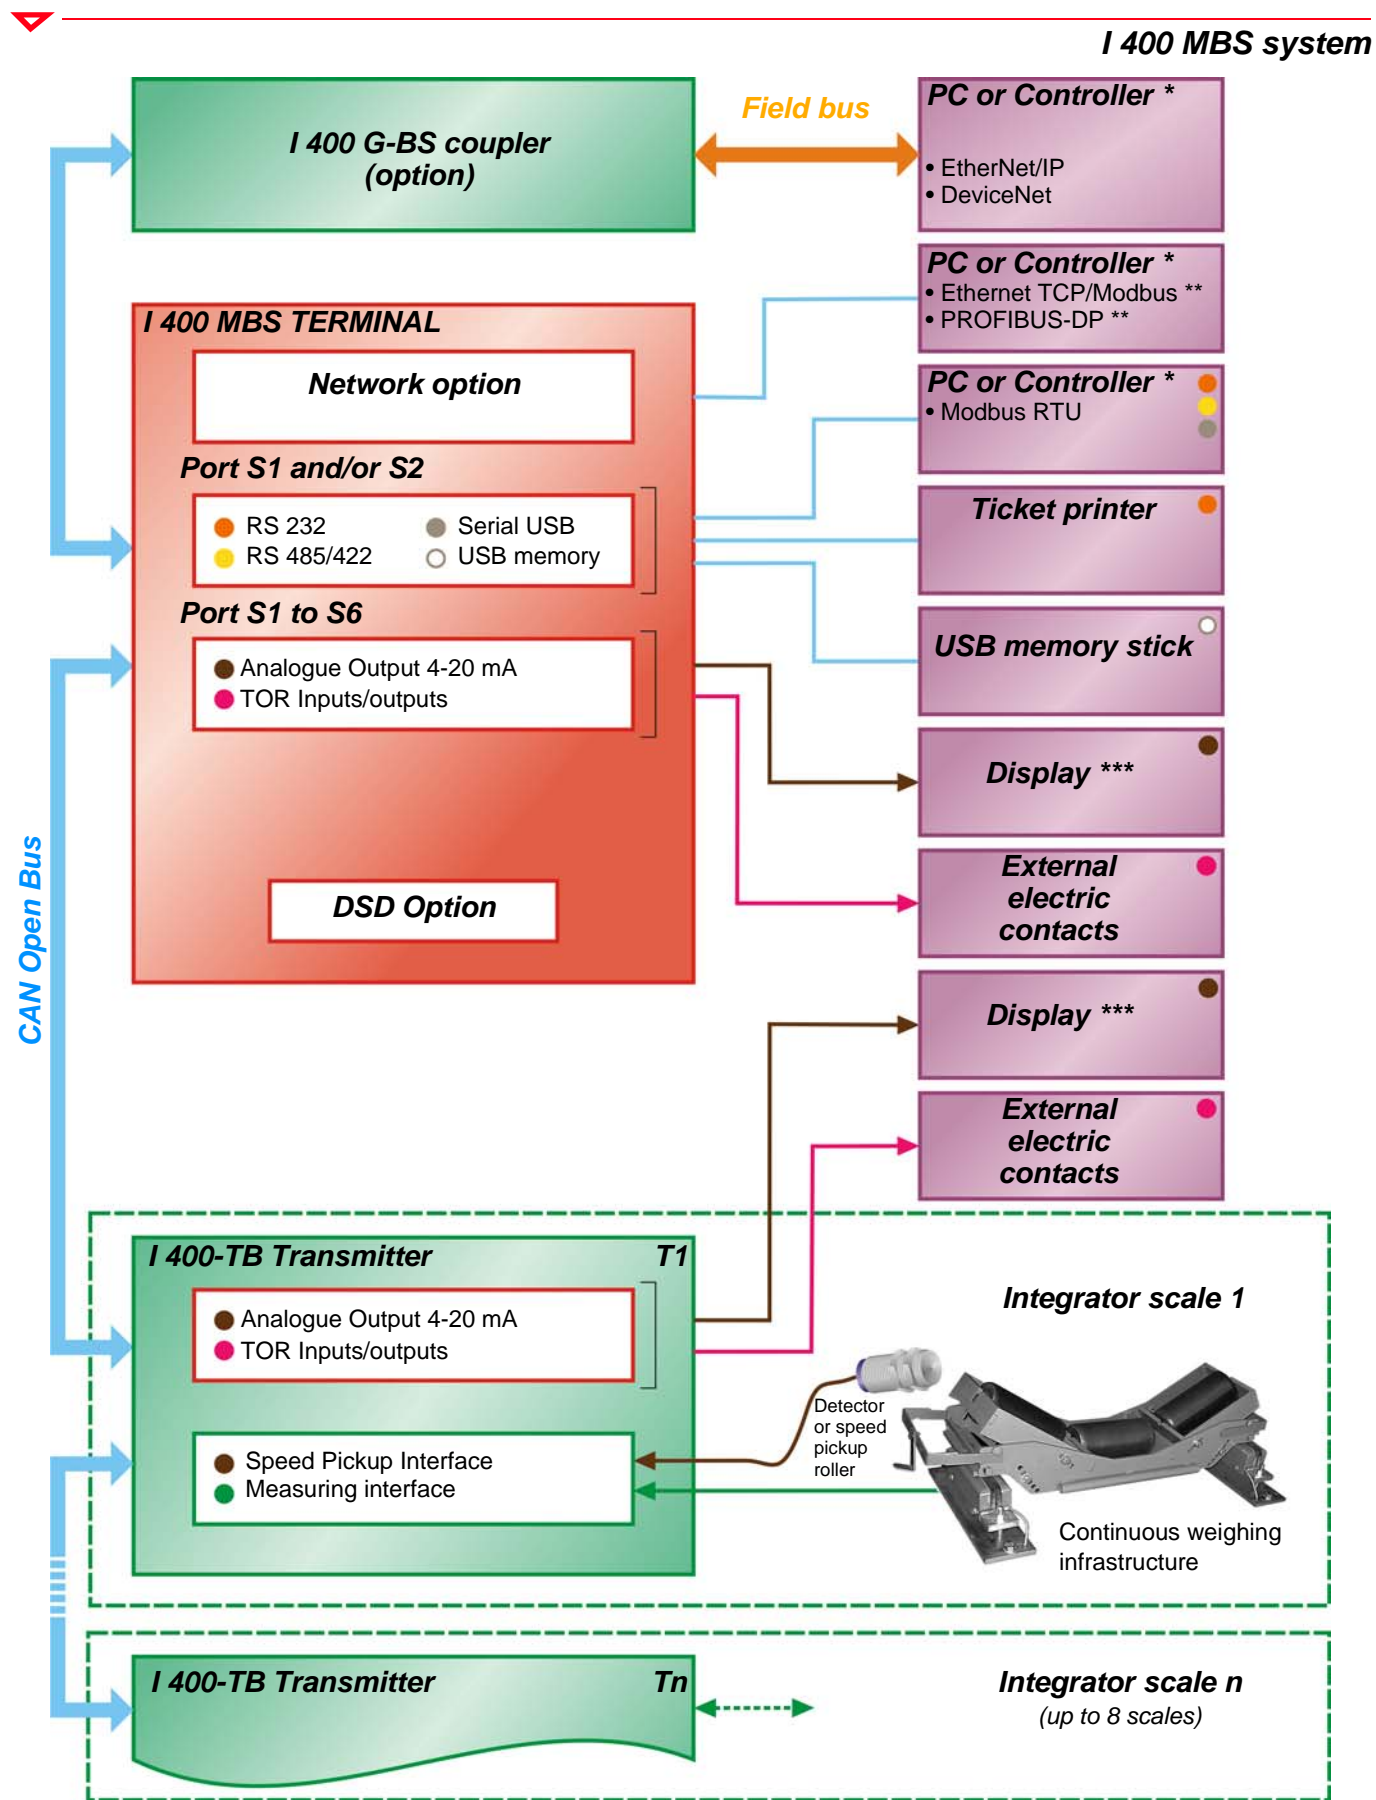 I 400 MBS system
I 400 G-BS coupler
(option)
Field bus
PC or Controller *
• EtherNet/IP
• DeviceNet
PC or Controller *
• Ethernet TCP/Modbus **
• PROFIBUS-DP **
I 400 MBS TERMINAL
Network option
PC or Controller *
• Modbus RTU
Port S1 and/or S2
RS 232
Serial USB
RS 485/422
USB memory
Ticket printer
Port S1 to S6
Analogue Output 4-20 mA
TOR Inputs/outputs
USB memory stick
Display ***
External
electric
contacts
DSD Option
CAN Open Bus
Display ***
External
electric
contacts
I 400-TB Transmitter
T1
Analogue Output 4-20 mA
TOR Inputs/outputs
Integrator scale 1
Detector
or speed
pickup
roller
Speed Pickup Interface
Measuring interface
Continuous weighing
infrastructure
I 400-TB Transmitter
Tn
Integrator scale n
(up to 8 scales)